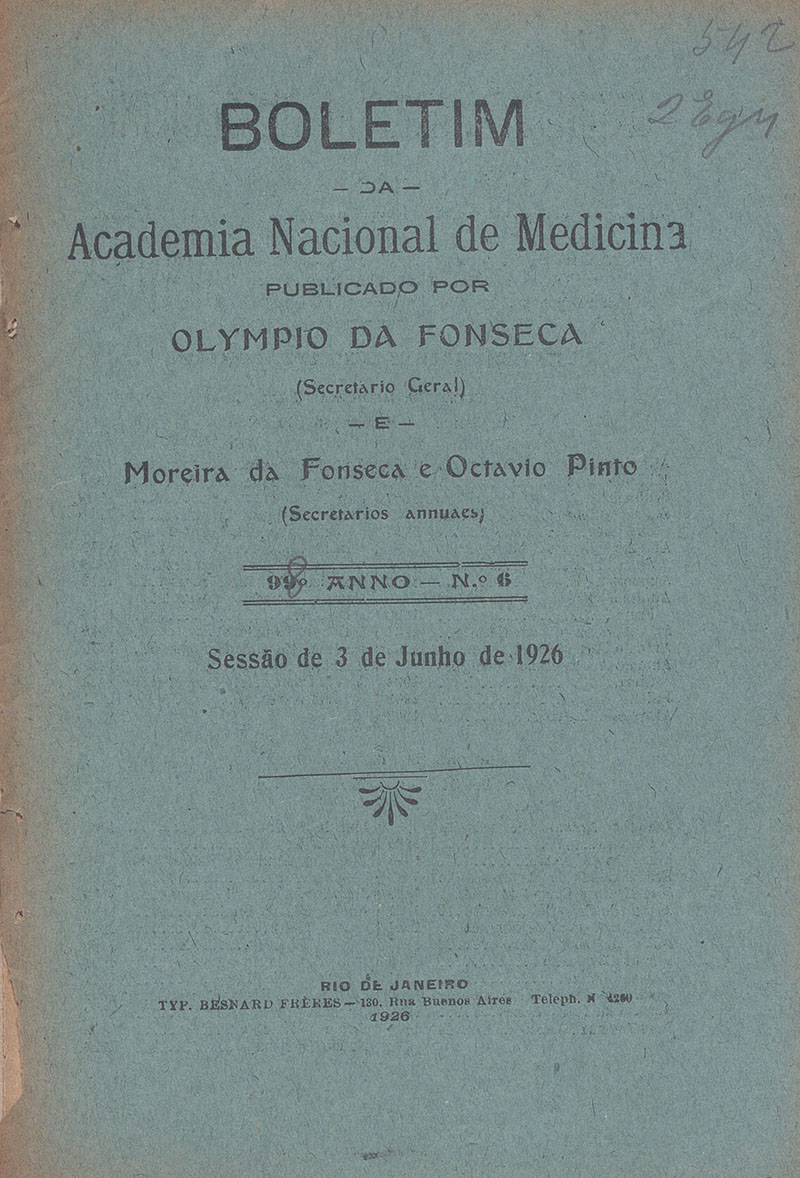 542
BOLETIM
— DA —
Academia Nacional de Medicina
PUBLICADO POR
OLYMPIO DA FONSECA
(Secretario Geral)
— E —
Moreira da Fonseca e Octavio Pinto
(Secretarios annuaes)
ANNO — N.º 6
Sessão de 3 de Junho de 1926
RIO DE JANEIRO
TYP. BESNARD FRÈRES — 130, Rua Buenos Aires Teleph. N
1926